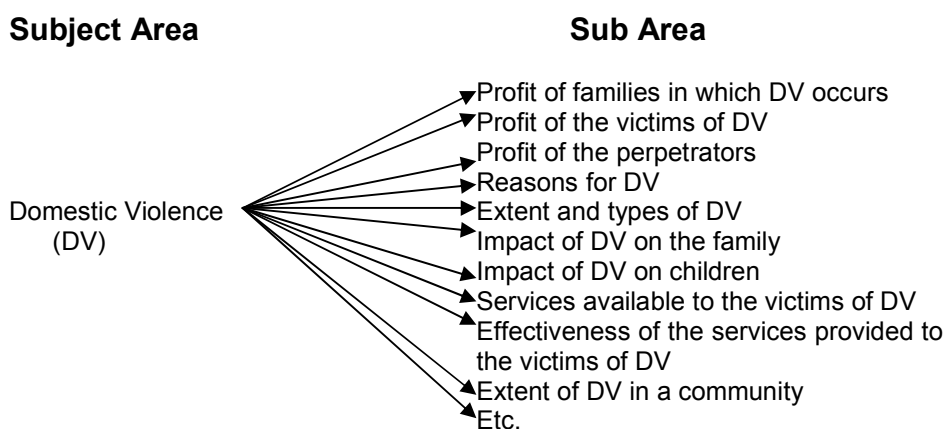 Subject Area
Sub Area
Profit of families in which DV occurs
Profit of the victims of DV
Profit of the perpetrators
Reasons for DV
Domestic Violence
(DV)
Extent and types of DV
Impact of DV on the family
Impact of DV on children
Services available to the victims of DV
Effectiveness of the services provided to
the victims of DV
Extent of DV in a community
Etc.